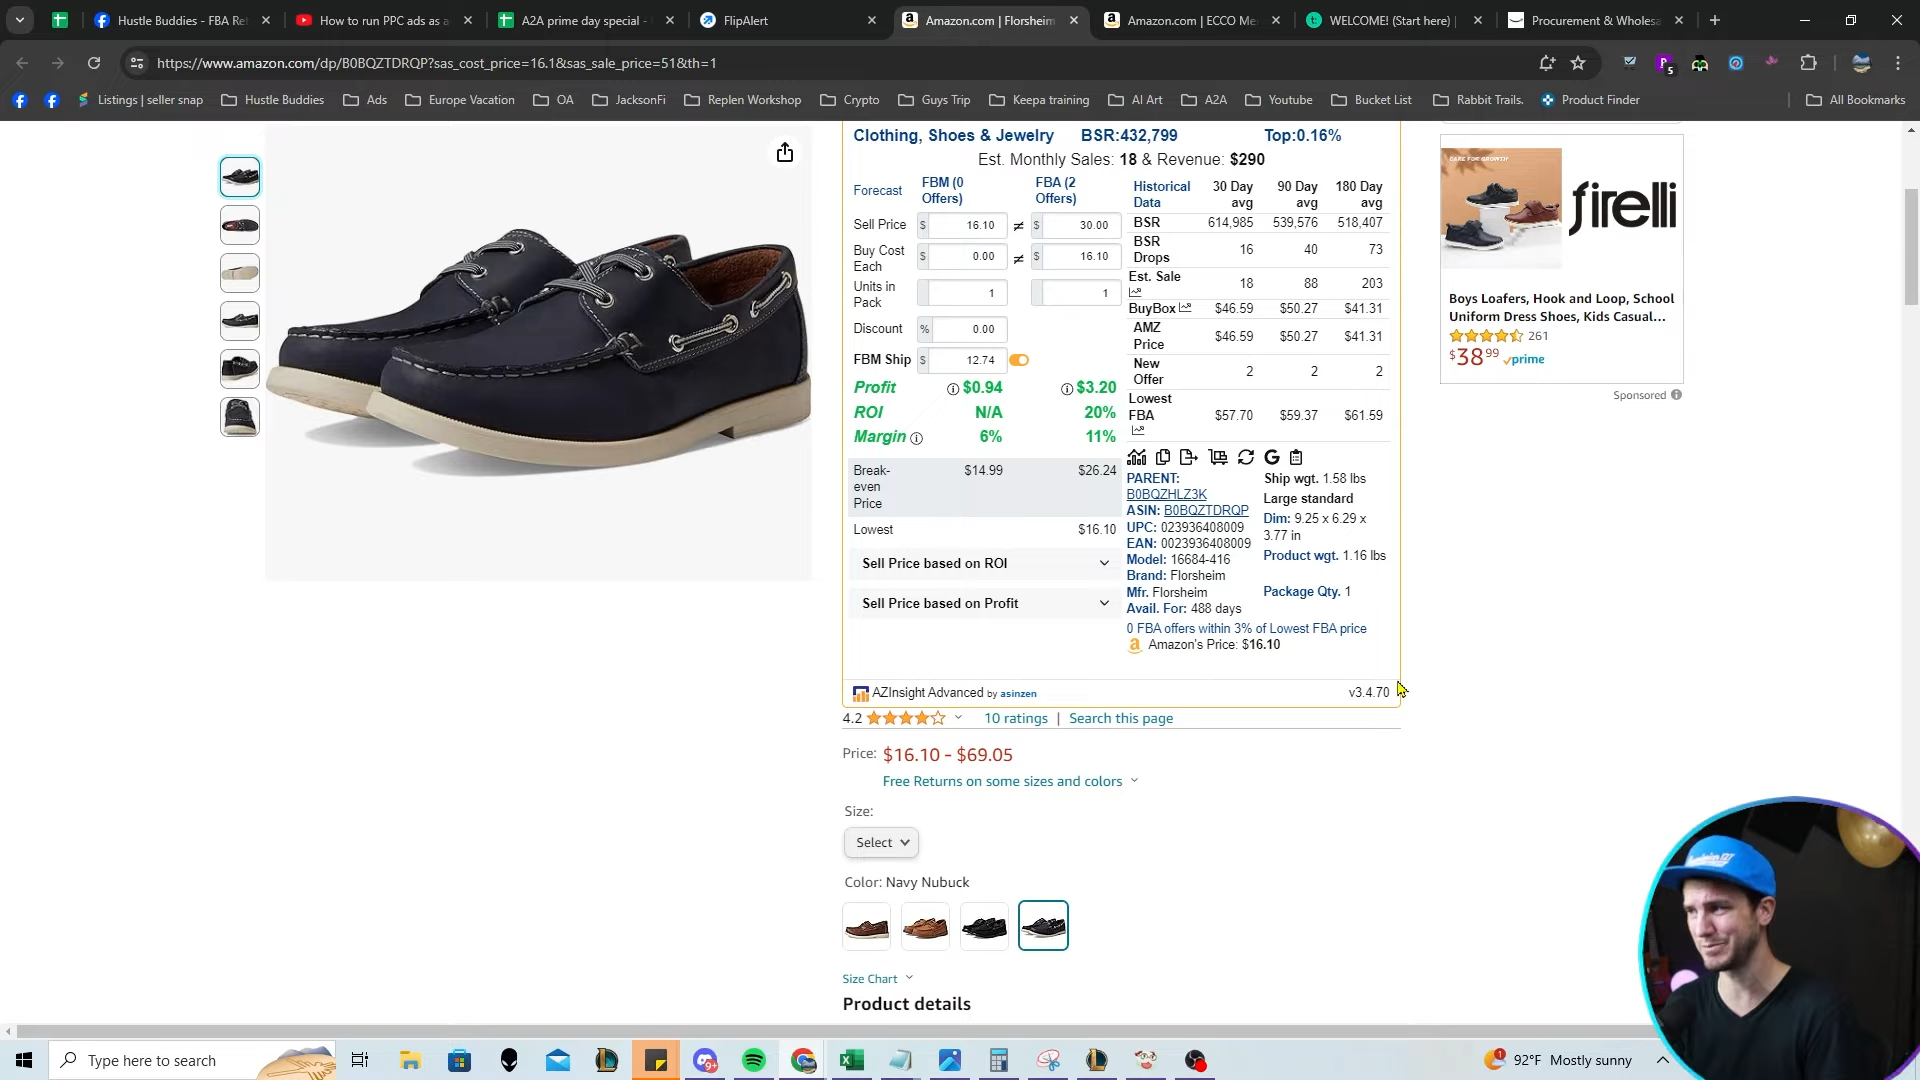 Hustle Buddies - FBA Ret
How to run PPC ads as a
A2A prime day special -
FlipAlert
Amazon.com | Florsheim
Amazon.com | ECCO Me
WELCOME! (Start here) |
Procurement & Wholesa
https://www.amazon.com/dp/B0BQZTDRQP?sas_cost_price=16.1&sas_sale_price=51&th=1
5
Listings | seller snap
Hustle Buddies
Ads
Europe Vacation
OA
JacksonFi
Replen Workshop
Crypto
Guys Trip
Keepa training
AI Art
A2A
Youtube
Bucket List
Rabbit Trails.
Product Finder
All Bookmarks
Clothing, Shoes & Jewelry BSR:432,799 Top:0.16%
Est. Monthly Sales: 18 & Revenue: $290
Forecast FBM (0 Offers) FBA (2 Offers)
Sell Price $ 16.10 ≠ $ 30.00
Buy Cost Each $ 0.00 ≠ $ 16.10
Units in Pack 1 1
Discount % 0.00
FBM Ship $ 12.74
Profit $0.94 $3.20
ROI N/A 20%
Margin 6% 11%
Break-even Price $14.99 $26.24
Lowest $16.10
Sell Price based on ROI
Sell Price based on Profit
Historical Data 30 Day avg 90 Day avg 180 Day avg
BSR 614,985 539,576 518,407
BSR Drops 16 40 73
Est. Sale 18 88 203
BuyBox $46.59 $50.27 $41.31
AMZ Price $46.59 $50.27 $41.31
New Offer 2 2 2
Lowest FBA $57.70 $59.37 $61.59
PARENT: B0BQZHLZ3K
ASIN: B0BQZTDRQP
UPC: 023936408009
EAN: 0023936408009
Model: 16684-416
Brand: Florsheim
Mfr. Florsheim
Avail. For: 488 days
Ship wgt. 1.58 lbs
Large standard
Dim: 9.25 x 6.29 x 3.77 in
Product wgt. 1.16 lbs
Package Qty. 1
0 FBA offers within 3% of Lowest FBA price
Amazon's Price: $16.10
AZInsight Advanced by asinzen v3.4.70
4.2 10 ratings | Search this page
Price: $16.10 - $69.05
Free Returns on some sizes and colors
Size:
Select
Color: Navy Nubuck
Size Chart
Product details
CARE FOR GROWTH
firelli
Boys Loafers, Hook and Loop, School
Uniform Dress Shoes, Kids Casual...
261
$38 99 prime
Sponsored
Type here to search
9+
1
92°F Mostly sunny